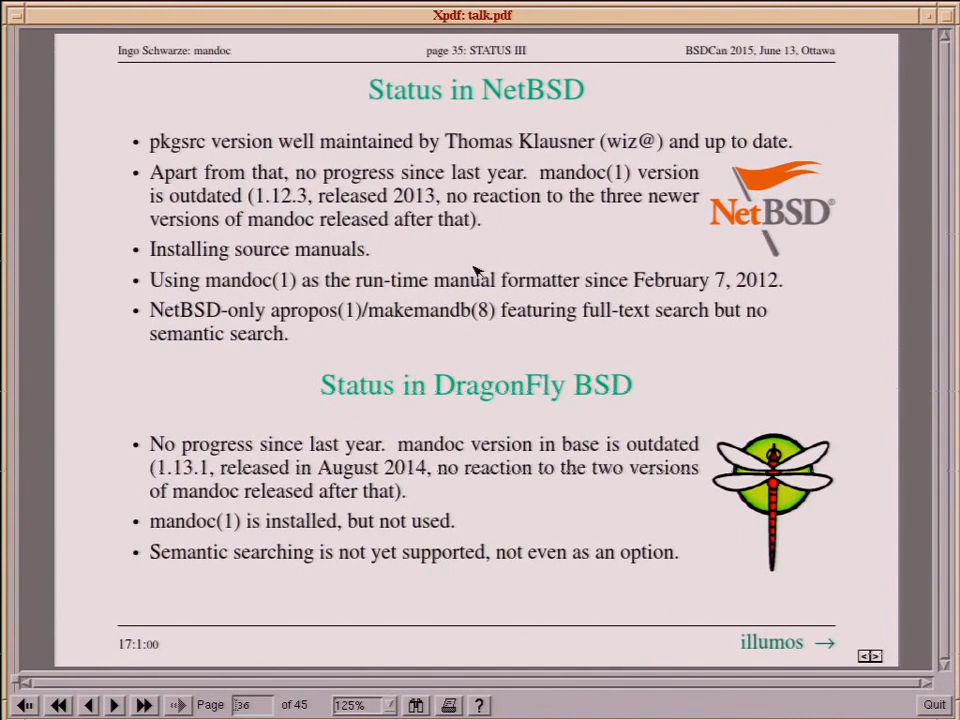 Xpdf: talk.pdf
Ingo Schwarze: mandoc page 35: STATUS III BSDCan 2015, June 13, Ottawa
Status in NetBSD
• pkgsrc version well maintained by Thomas Klausner (wiz@) and up to date.
• Apart from that, no progress since last year. mandoc(1) version
is outdated (1.12.3, released 2013, no reaction to the three newer
versions of mandoc released after that).
NetBSD®
• Installing source manuals.
• Using mandoc(1) as the run-time manual formatter since February 7, 2012.
• NetBSD-only apropos(1)/makemandb(8) featuring full-text search but no
semantic search.
Status in DragonFly BSD
• No progress since last year. mandoc version in base is outdated
(1.13.1, released in August 2014, no reaction to the two versions
of mandoc released after that).
• mandoc(1) is installed, but not used.
• Semantic searching is not yet supported, not even as an option.
17:1:00 illumos →
Page 36 of 45 125% ? Quit